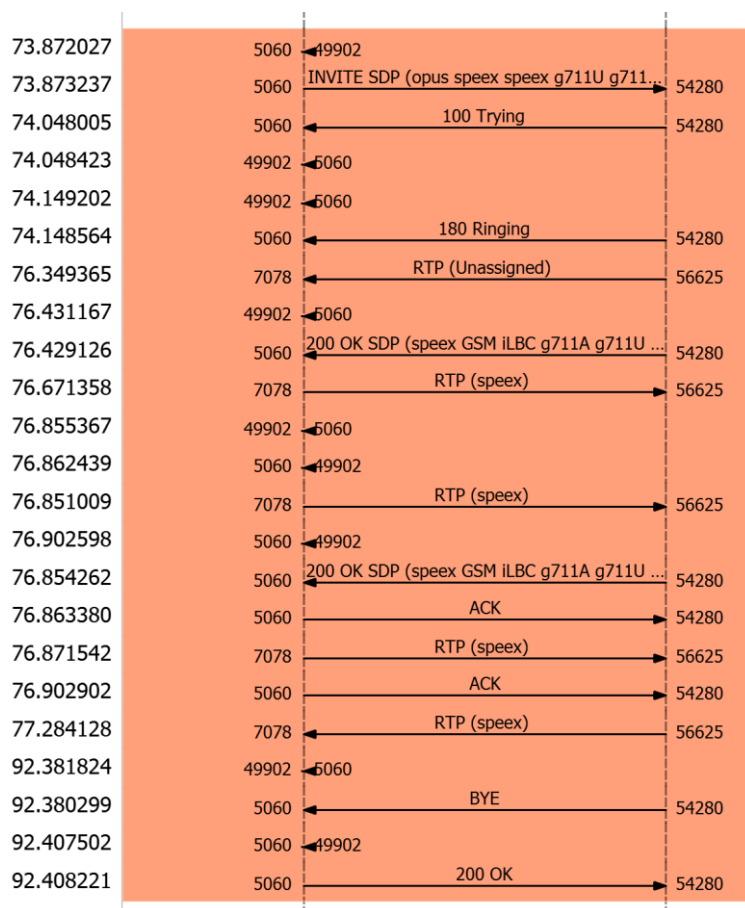 73.872027 5060 49902
73.873237 5060 INVITE SDP (opus speex speex g711U g711... 54280
74.048005 5060 100 Trying 54280
74.048423 49902 5060
74.149202 49902 5060
74.148564 5060 180 Ringing 54280
76.349365 7078 RTP (Unassigned) 56625
76.431167 49902 5060
76.429126 5060 200 OK SDP (speex GSM iLBC g711A g711U ... 54280
76.671358 7078 RTP (speex) 56625
76.855367 49902 5060
76.862439 5060 49902
76.851009 7078 RTP (speex) 56625
76.902598 5060 49902
76.854262 5060 200 OK SDP (speex GSM iLBC g711A g711U ... 54280
76.863380 5060 ACK 54280
76.871542 7078 RTP (speex) 56625
76.902902 5060 ACK 54280
77.284128 7078 RTP (speex) 56625
92.381824 49902 5060
92.380299 5060 BYE 54280
92.407502 5060 49902
92.408221 5060 200 OK 54280